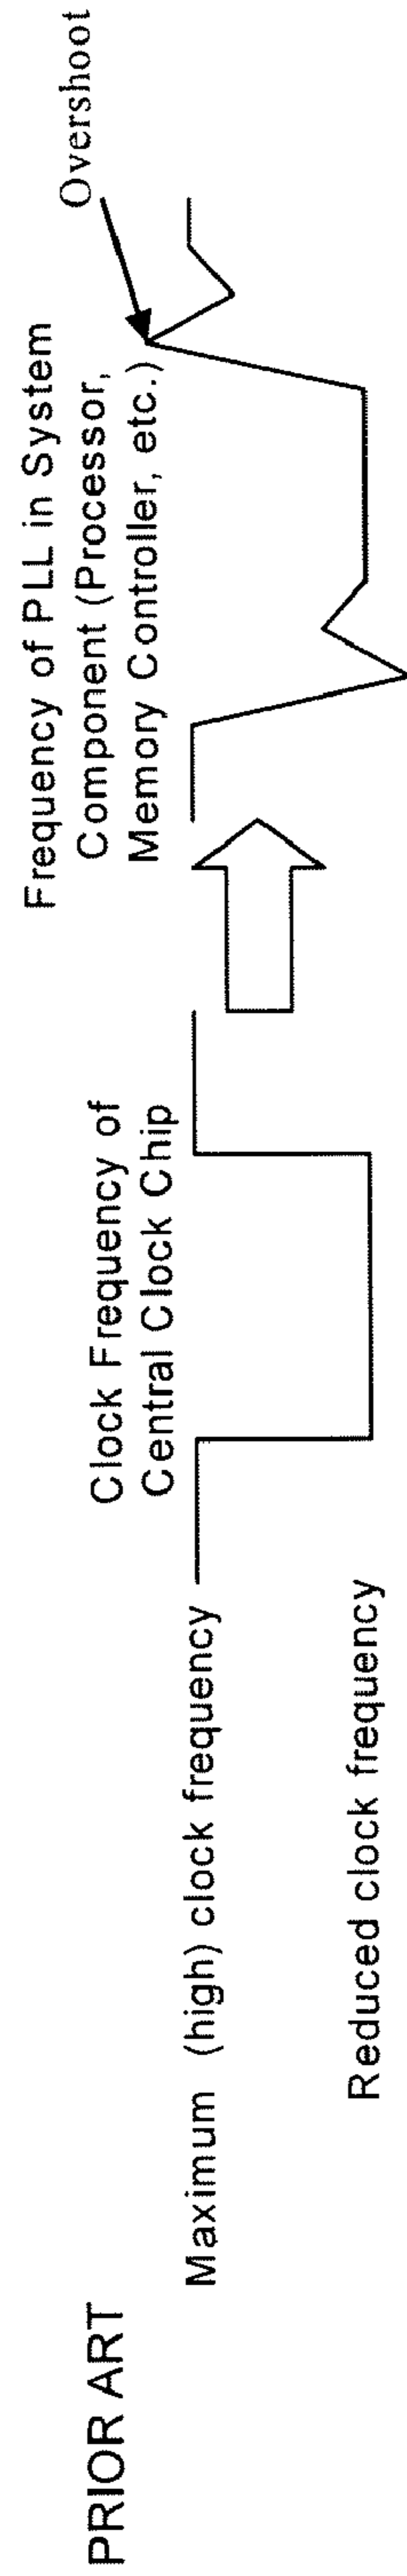 PRIOR ART
Maximum (high) clock frequency
Reduced clock frequency
Clock Frequency of
Central Clock Chip
Frequency of PLL in System
Component (Processor,
Memory Controller, etc.)
Overshoot